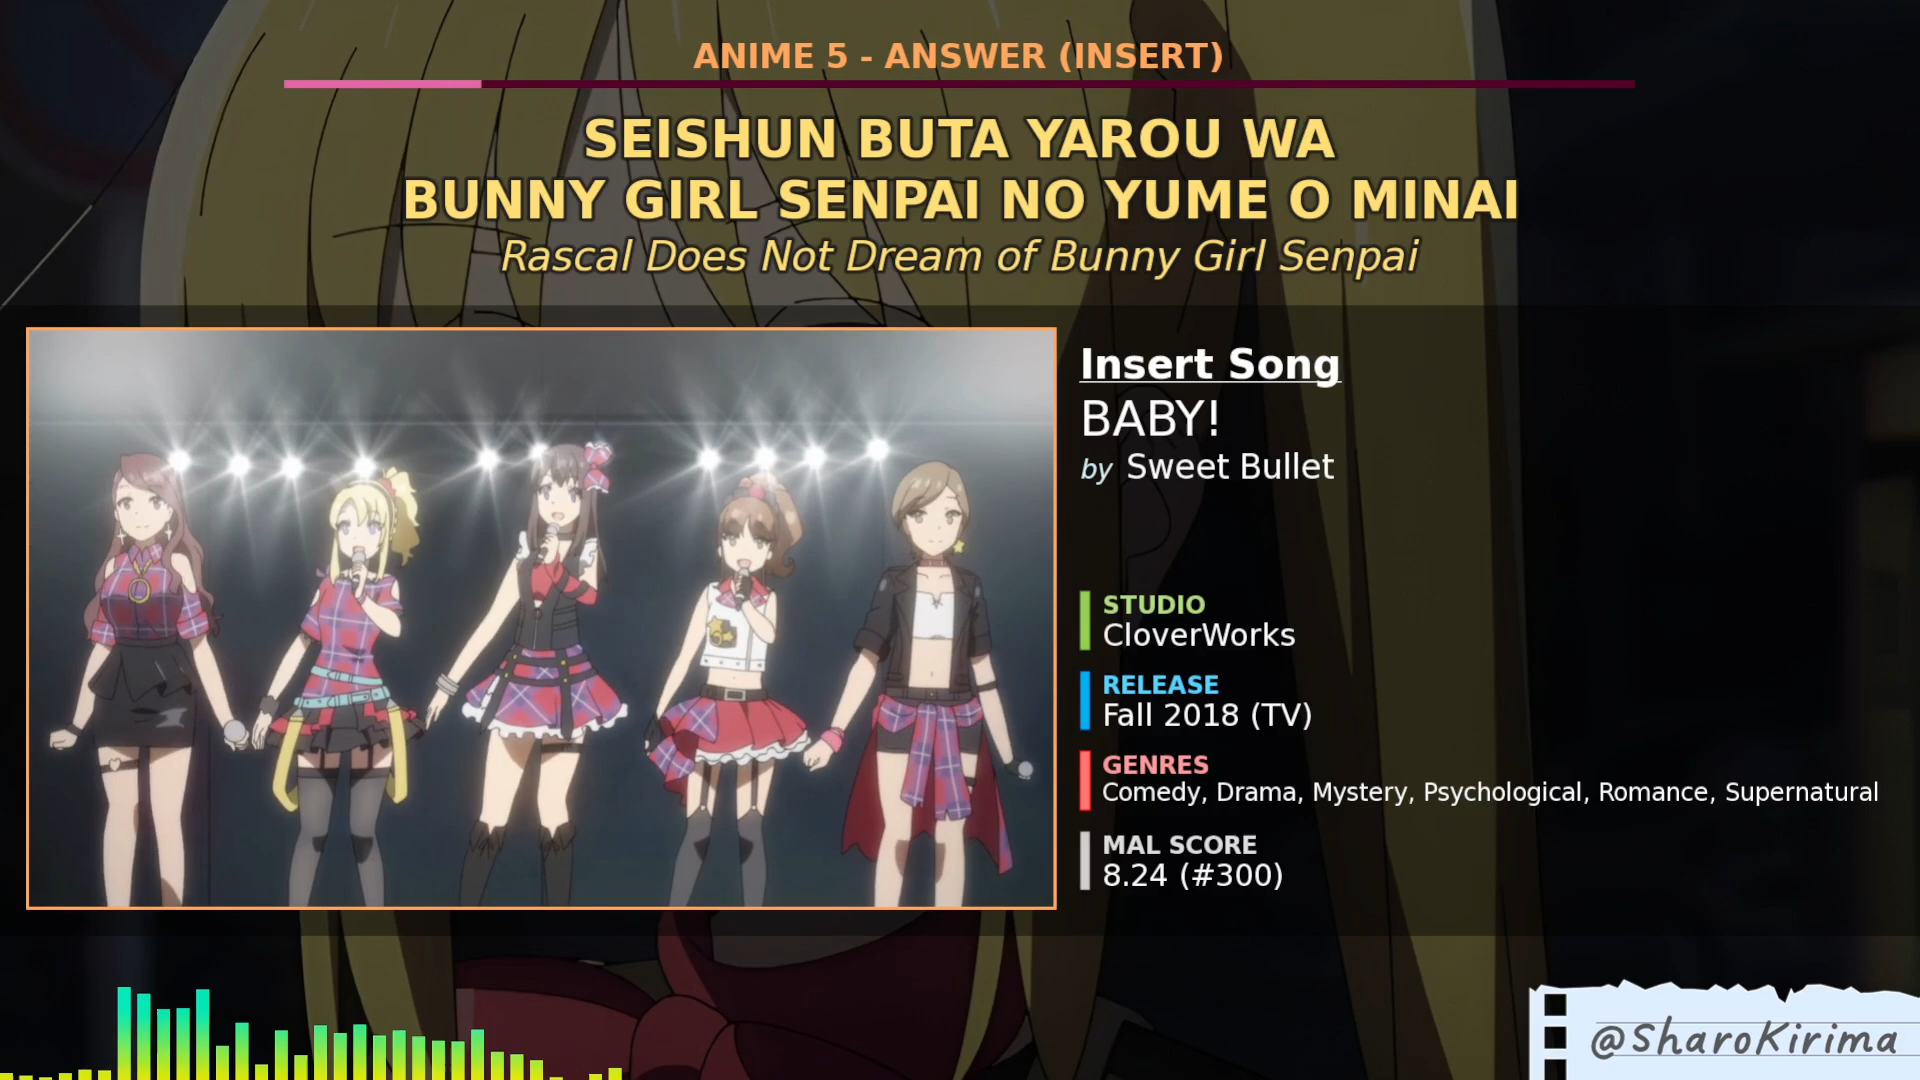 ANIME 5 - ANSWER (INSERT)
SEISHUN BUTA YAROU WA
BUNNY GIRL SENPAI NO YUME O MINAI
Rascal Does Not Dream of Bunny Girl Senpai
Insert Song
BABY!
by Sweet Bullet
STUDIO
CloverWorks
RELEASE
Fall 2018 (TV)
GENRES
Comedy, Drama, Mystery, Psychological, Romance, Supernatural
MAL SCORE
8.24 (#300)
@SharoKirima